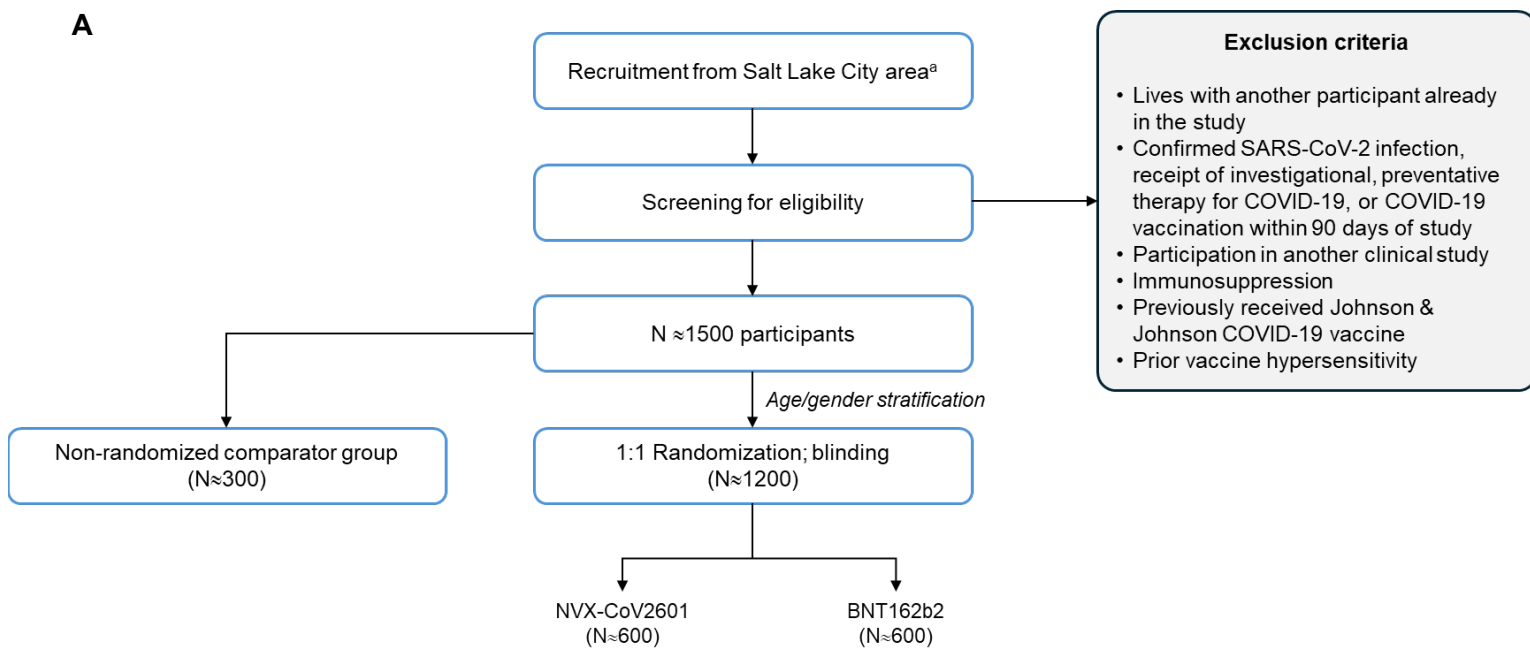 A
Recruitment from Salt Lake City areaᵃ
Exclusion criteria
• Lives with another participant already
in the study
• Confirmed SARS-CoV-2 infection,
receipt of investigational, preventative
therapy for COVID-19, or COVID-19
vaccination within 90 days of study
• Participation in another clinical study
• Immunosuppression
• Previously received Johnson &
Johnson COVID-19 vaccine
• Prior vaccine hypersensitivity
Screening for eligibility
N ≈1500 participants
Age/gender stratification
Non-randomized comparator group
(N≈300)
1:1 Randomization; blinding
(N≈1200)
NVX-CoV2601
(N≈600)
BNT162b2
(N≈600)